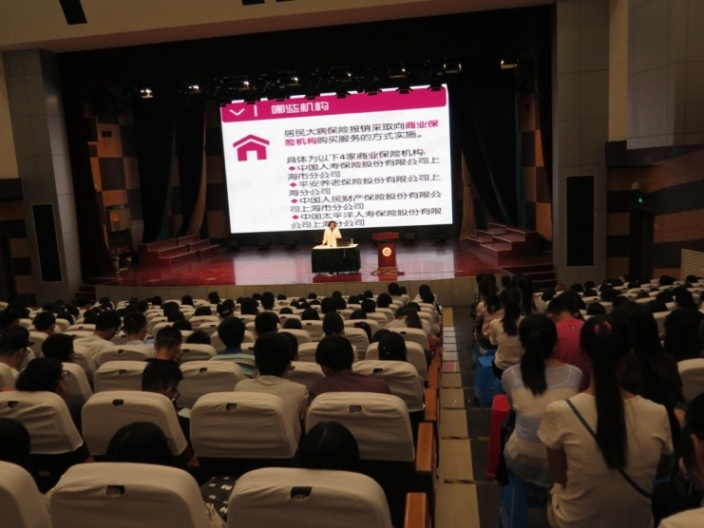 哪些机构
居民大病保险报销采取向商业保
险机构购买服务的方式实施。
具体为以下4家商业保险机构：
◆中国人寿保险股份有限公司上
海市分公司
◆平安养老保险股份有限公司上
海分公司
◆中国人民财产保险股份有限公
司上海市分公司
◆中国太平洋人寿保险股份有限
公司上海分公司